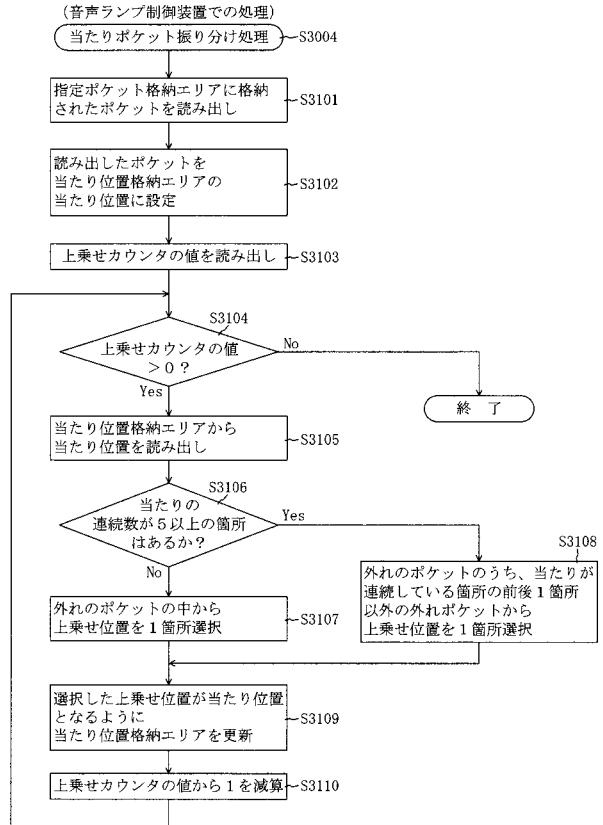 (音声ランプ制御装置での処理)
当たりポケット振り分け処理
S3004
指定ポケット格納エリアに格納
されたポケットを読み出し
S3101
読み出したポケットを
当たり位置格納エリアの
当たり位置に設定
S3102
上乗せカウンタの値を読み出し
S3103
S3104
上乗せカウンタの値
>0?
No
Yes
終 了
当たり位置格納エリアから
当たり位置を読み出し
S3105
S3106
当たりの
連続数が5以上の箇所
はあるか?
Yes
No
S3108
外れのポケットのうち、当たりが
連続している箇所の前後1箇所
以外の外れポケットから
上乗せ位置を1箇所選択
外れのポケットの中から
上乗せ位置を1箇所選択
S3107
選択した上乗せ位置が当たり位置
となるように
当たり位置格納エリアを更新
S3109
上乗せカウンタの値から1を減算
S3110